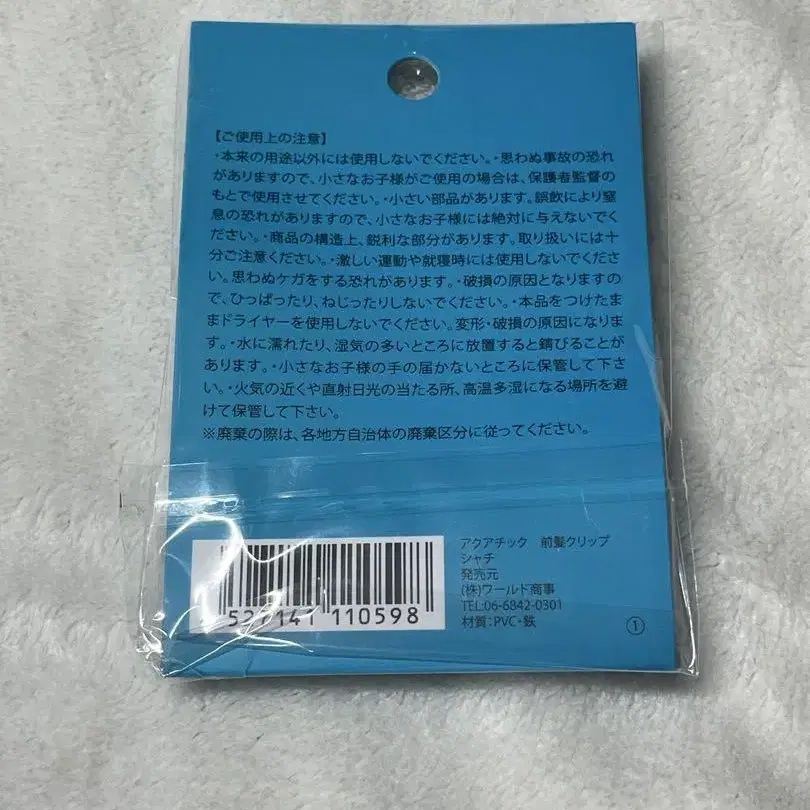 【ご使用上の注意】
・本来の用途以外には使用しないでください。・思わぬ事故の恐れ
がありますので、小さなお子様がご使用の場合は、保護者監督の
もとで使用させてください。・小さい部品があります。誤飲により窒
息の恐れがありますので、小さなお子様には絶対に与えないでく
ださい。・商品の構造上、鋭利な部分があります。取り扱いには十
分ご注意ください。・激しい運動や就寝時には使用しないでくださ
い。思わぬケガをする恐れがあります。・破損の原因となりますの
で、ひっぱったり、ねじったりしないでください。・本品をつけたま
まドライヤーを使用しないでください。変形・破損の原因になりま
す。・水に濡れたり、湿気の多いところに放置すると錆びることが
あります。・小さなお子様の手の届かないところに保管して下さ
い。・火気の近くや直射日光の当たる所、高温多湿になる場所を避
けて保管して下さい。
※廃棄の際は、各地方自治体の廃棄区分に従ってください。
アクアチック 前髪クリップ
シャチ
発売元
(株)ワールド商事
TEL:06-6842-0301
材質:PVC・鉄
①
110598